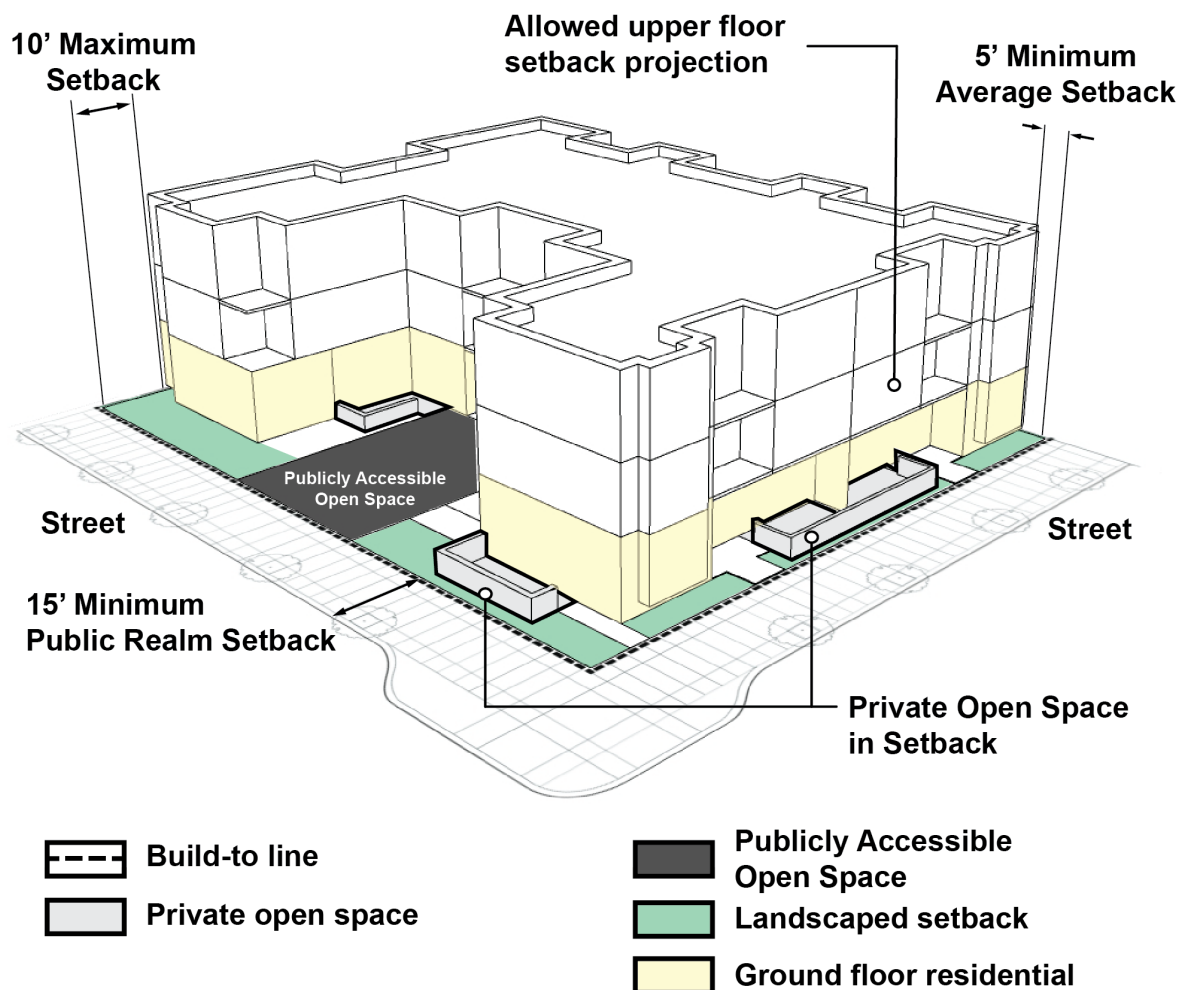 10’ Maximum
Setback
Allowed upper floor
setback projection
5’ Minimum
Average Setback
Publicly Accessible
Open Space
Street
Street
15’ Minimum
Public Realm Setback
Private Open Space
in Setback
Build-to line
Private open space
Publicly Accessible
Open Space
Landscaped setback
Ground floor residential